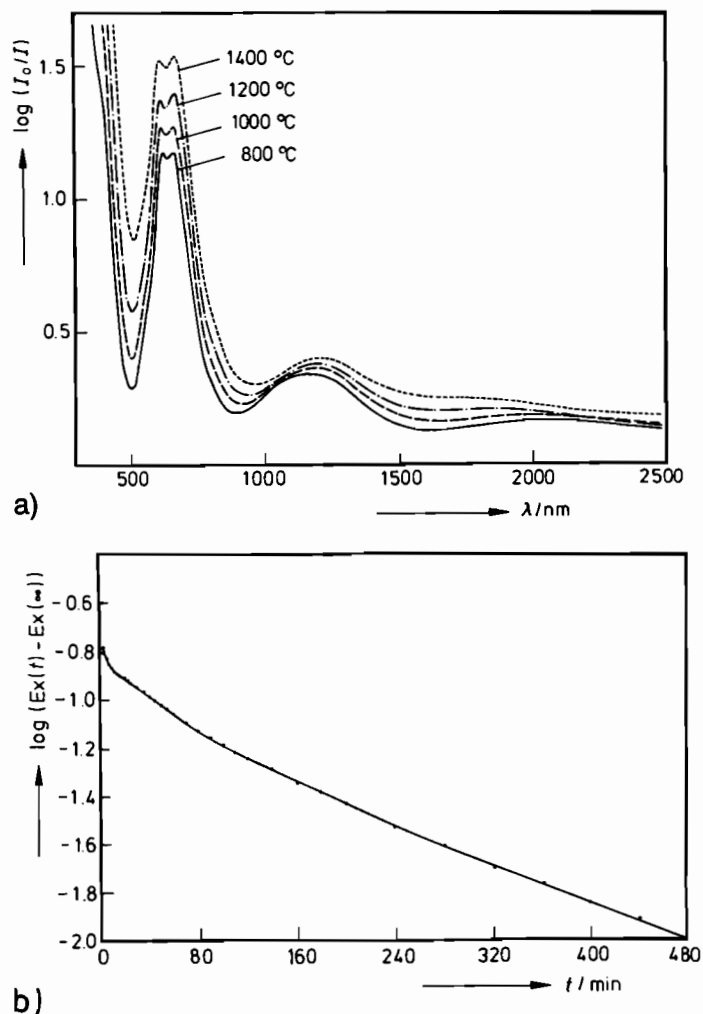 a)
log (I₀/I)
1.5
1.0
0.5
1400 °C
1200 °C
1000 °C
800 °C
500 1000 1500 2000 2500
λ/nm
b)
log (Ex(t) – Ex(∞))
-0.6
-0.8
-1.0
-1.2
-1.4
-1.6
-1.8
-2.0
0 80 160 240 320 400 480
t / min